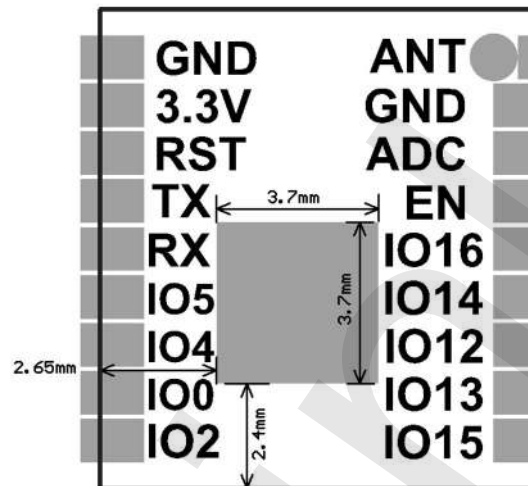 GND ANT
3.3V GND
RST ADC
TX 3.7mm EN
RX IO16
IO5 3.7mm IO14
IO4 IO12
2.65mm IO0 IO13
IO2 2.4mm IO15